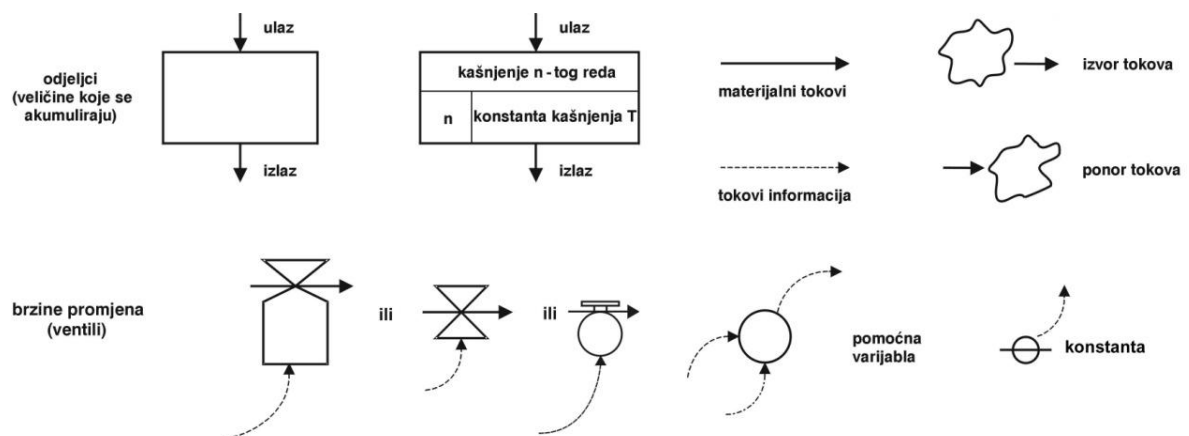 ulaz
odjeljci
(veličine koje se
akumuliraju)
izlaz
ulaz
kašnjenje n - tog reda
n
konstanta kašnjenja T
izlaz
materijalni tokovi
tokovi informacija
izvor tokova
ponor tokova
brzine promjena
(ventili)
ili
ili
pomoćna
varijabla
konstanta